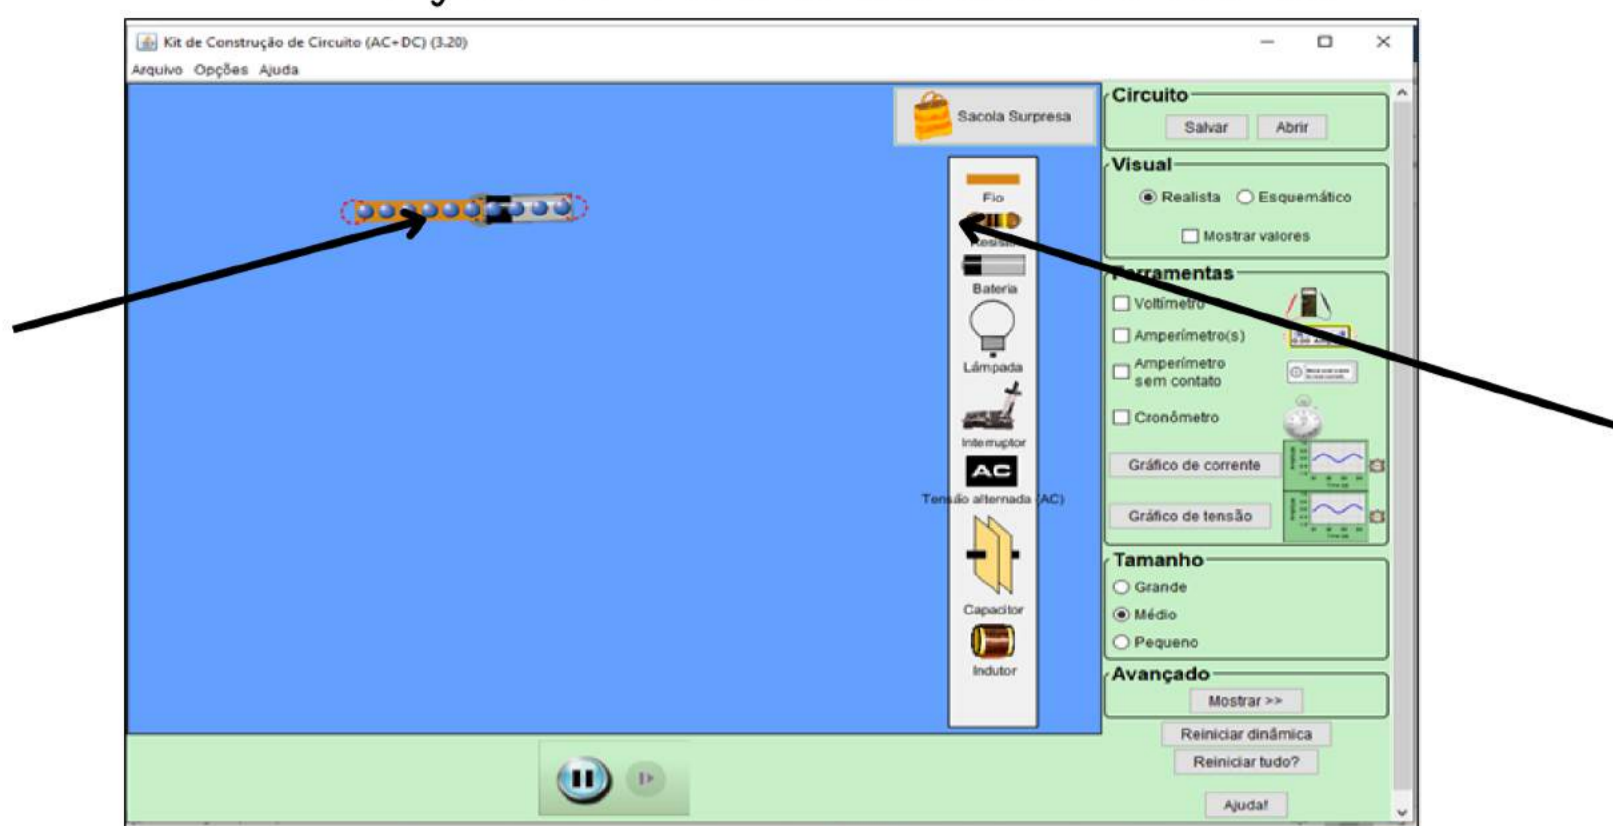 Kit de Construção de Circuito (AC+DC) (3.20)
Arquivo Opções Ajuda
Sacola Surpresa
Fio
Bateria
Lâmpada
Interruptor
AC
Tensão alternada (AC)
Capacitor
Indutor
Circuito
Salvar Abrir
Visual
Realista Esquemático
Mostrar valores
Ferramentas
Voltímetro
Amperímetro(s)
Amperímetro
sem contato
Cronômetro
Gráfico de corrente
Gráfico de tensão
Tamanho
Grande
Médio
Pequeno
Avançado
Mostrar >>
Reiniciar dinâmica
Reiniciar tudo?
Ajuda!